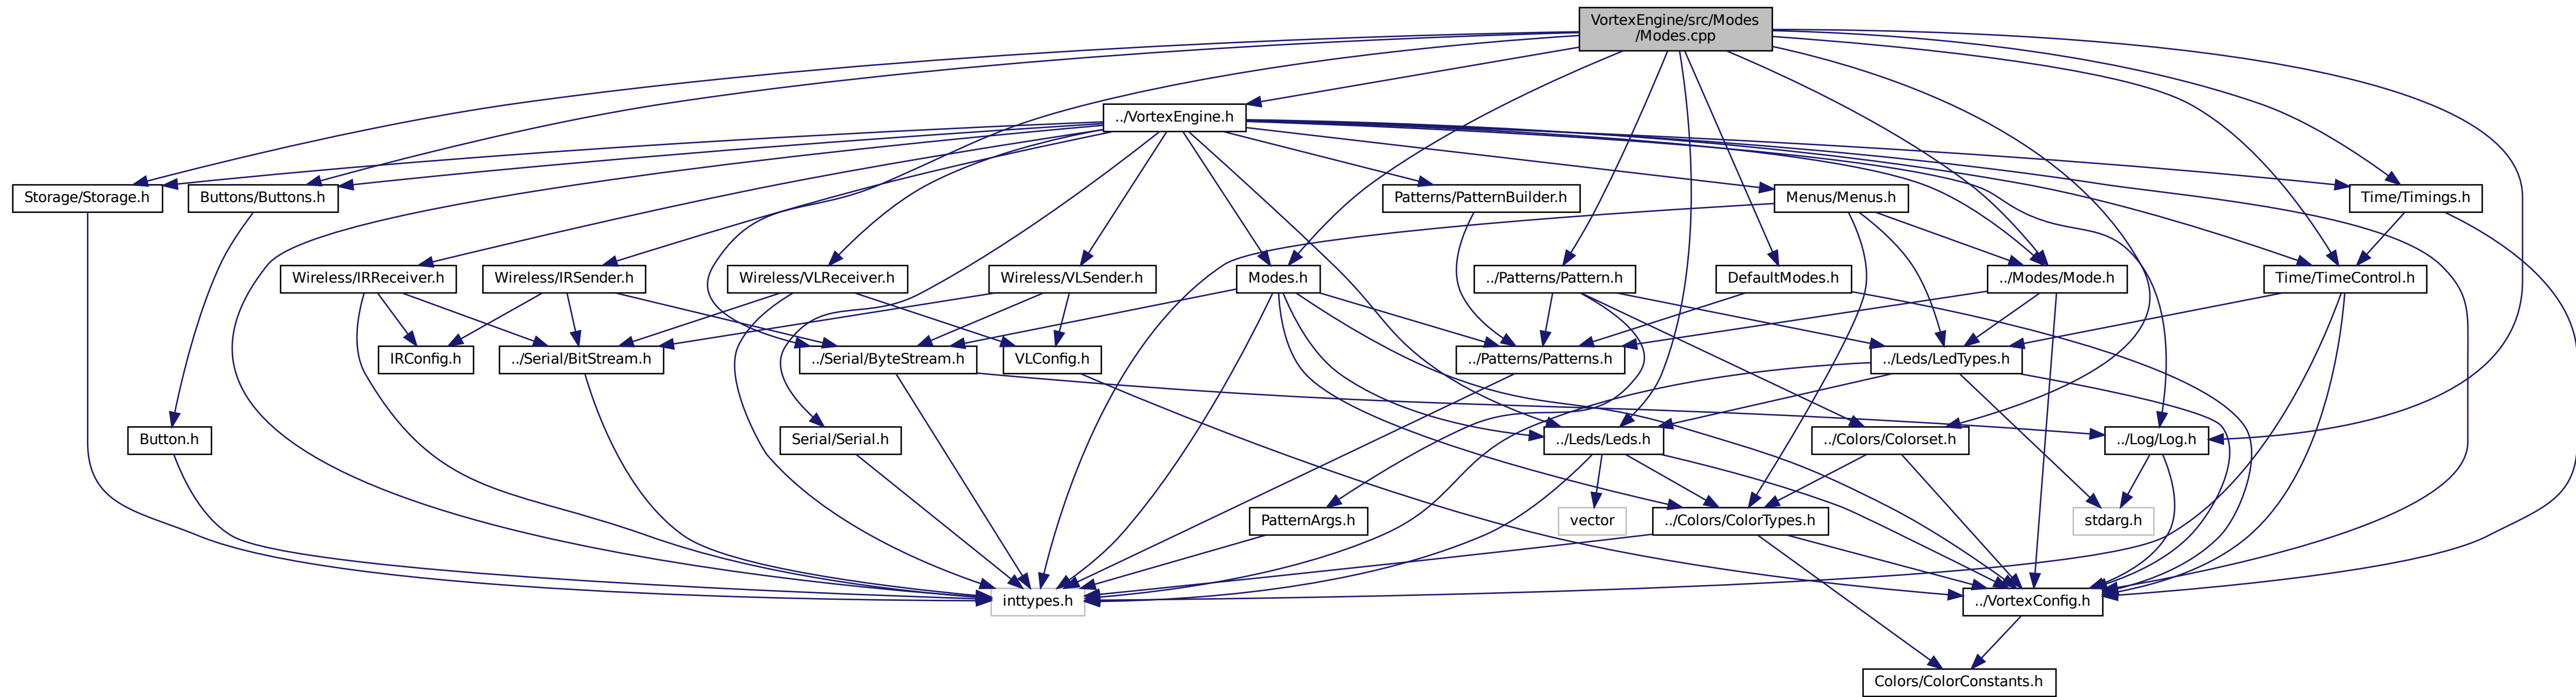 VortexEngine/src/Modes
/Modes.cpp
../VortexEngine.h
Storage/Storage.h
Buttons/Buttons.h
Patterns/PatternBuilder.h
Menus/Menus.h
Time/Timings.h
Wireless/IRReceiver.h
Wireless/IRSender.h
Wireless/VLReceiver.h
Wireless/VLSender.h
Modes.h
../Patterns/Pattern.h
DefaultModes.h
../Modes/Mode.h
Time/TimeControl.h
IRConfig.h
../Serial/BitStream.h
../Serial/ByteStream.h
VLConfig.h
../Patterns/Patterns.h
../Leds/LedTypes.h
Button.h
Serial/Serial.h
../Leds/Leds.h
../Colors/Colorset.h
../Log/Log.h
PatternArgs.h
vector
../Colors/ColorTypes.h
stdarg.h
inttypes.h
../VortexConfig.h
Colors/ColorConstants.h